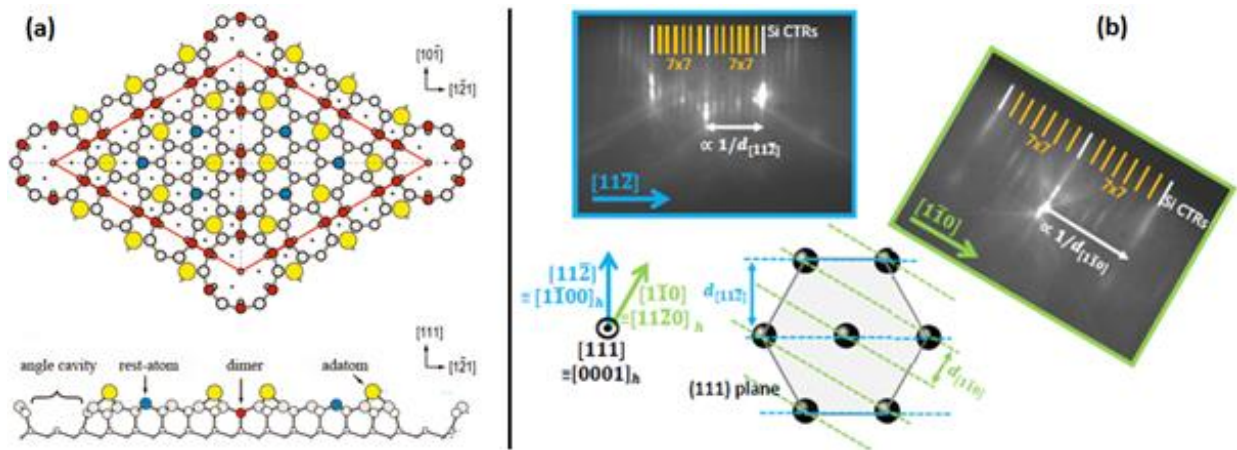 (a)
[101̄]
[12̄1]
[111]
[12̄1]
angle cavity
rest-atom
dimer
adatom
(b)
Si CTRs
7x7
7x7
∝ 1/d[112̄]
[112̄]
7x7
7x7
Si CTRs
∝ 1/d[11̄0]
[11̄0]
[112̄]
≡[11̄00]h
[11̄0]
≡[112̄0]h
[111]
≡[0001]h
d[112̄]
d[11̄0]
(111) plane